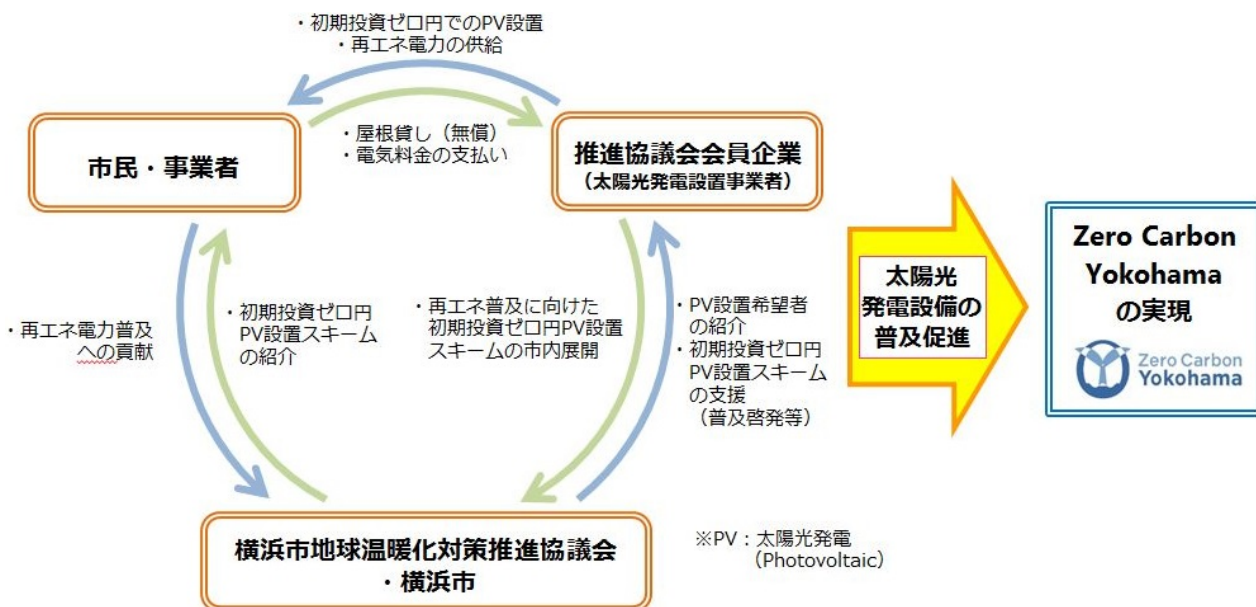 ・初期投資ゼロ円でのPV設置
・再エネ電力の供給
市民・事業者
・屋根貸し（無償）
・電気料金の支払い
推進協議会会員企業
（太陽光発電設置事業者）
・再エネ電力普及
への貢献
・初期投資ゼロ円
PV設置スキーム
の紹介
・再エネ普及に向けた
初期投資ゼロ円PV設置
スキームの市内展開
・PV設置希望者
の紹介
・初期投資ゼロ円
PV設置スキーム
の支援
（普及啓発等）
太陽光
発電設備の
普及促進
Zero Carbon
Yokohama
の実現
Zero Carbon
Yokohama
横浜市地球温暖化対策推進協議会
・横浜市
※PV：太陽光発電
（Photovoltaic）